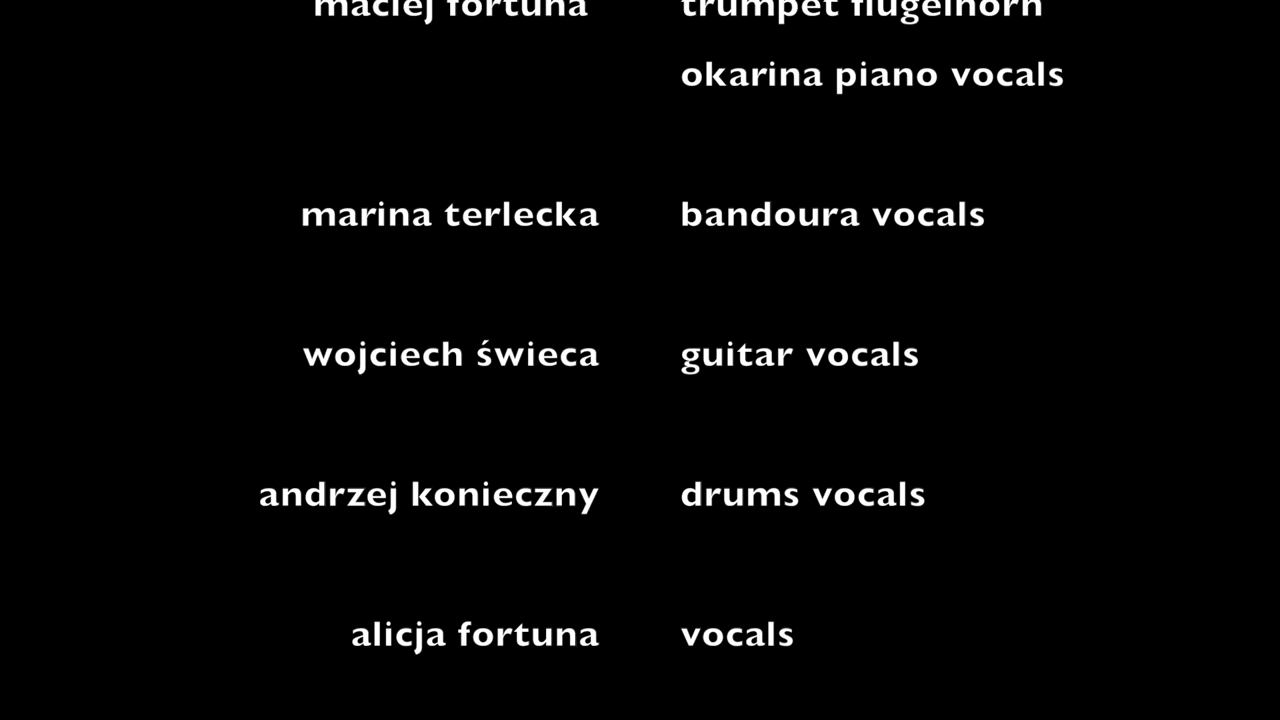 maciej fortuna trumpet flugelhorn
okarina piano vocals
marina terlecka bandoura vocals
wojciech świeca guitar vocals
andrzej konieczny drums vocals
alicja fortuna vocals